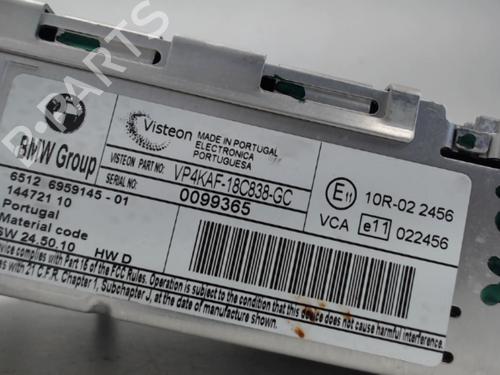 BMW Group
6512 6959145 - 01
144721 10
Portugal
Material code
SW 24.50.10 HW D
Visteon
MADE IN PORTUGAL
ELECTRONICA
PORTUGUESA
VISTEON PART NO: VP4KAF-18C838-GC
SERIAL NO: 0099365
E11 10R-02 2456
VCA e11 022456
complies with Part 15 of the FCC Rules. Operation is subject to the condition that this device does not cause harmful interference.
with 21 C.F.R. Chapter 1, Subchapter J, at the date of manufacture shown.
B-PARTS